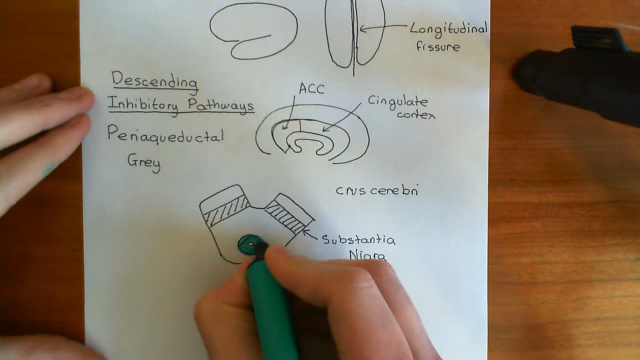 Longitudinal
fissure
Descending
Inhibitory Pathways
ACC
Cingulate
cortex
Periaqueductal
Grey
crus cerebri
Substantia
Nigra